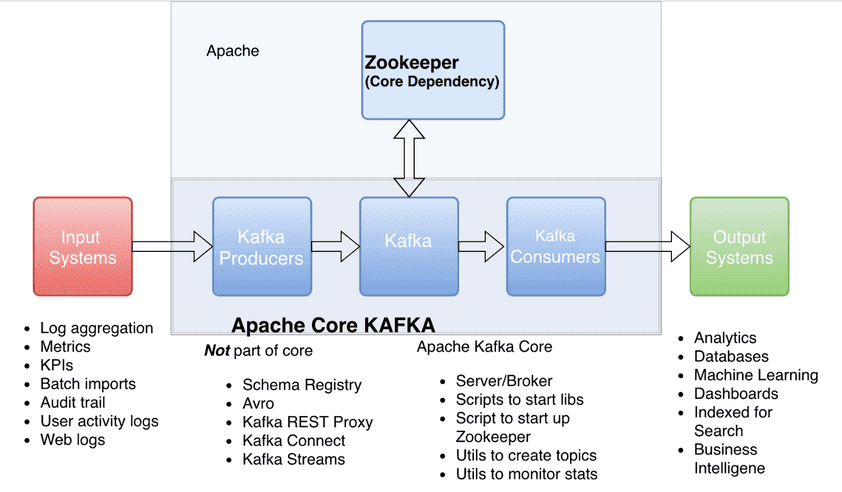 Apache
Zookeeper
(Core Dependency)
Input
Systems
Kafka
Producers
Kafka
Kafka
Consumers
Output
Systems
Apache Core KAFKA
• Log aggregation
• Metrics
• KPIs
• Batch imports
• Audit trail
• User activity logs
• Web logs
Not part of core
• Schema Registry
• Avro
• Kafka REST Proxy
• Kafka Connect
• Kafka Streams
Apache Kafka Core
• Server/Broker
• Scripts to start libs
• Script to start up
Zookeeper
• Utils to create topics
• Utils to monitor stats
• Analytics
• Databases
• Machine Learning
• Dashboards
• Indexed for
Search
• Business
Intelligene